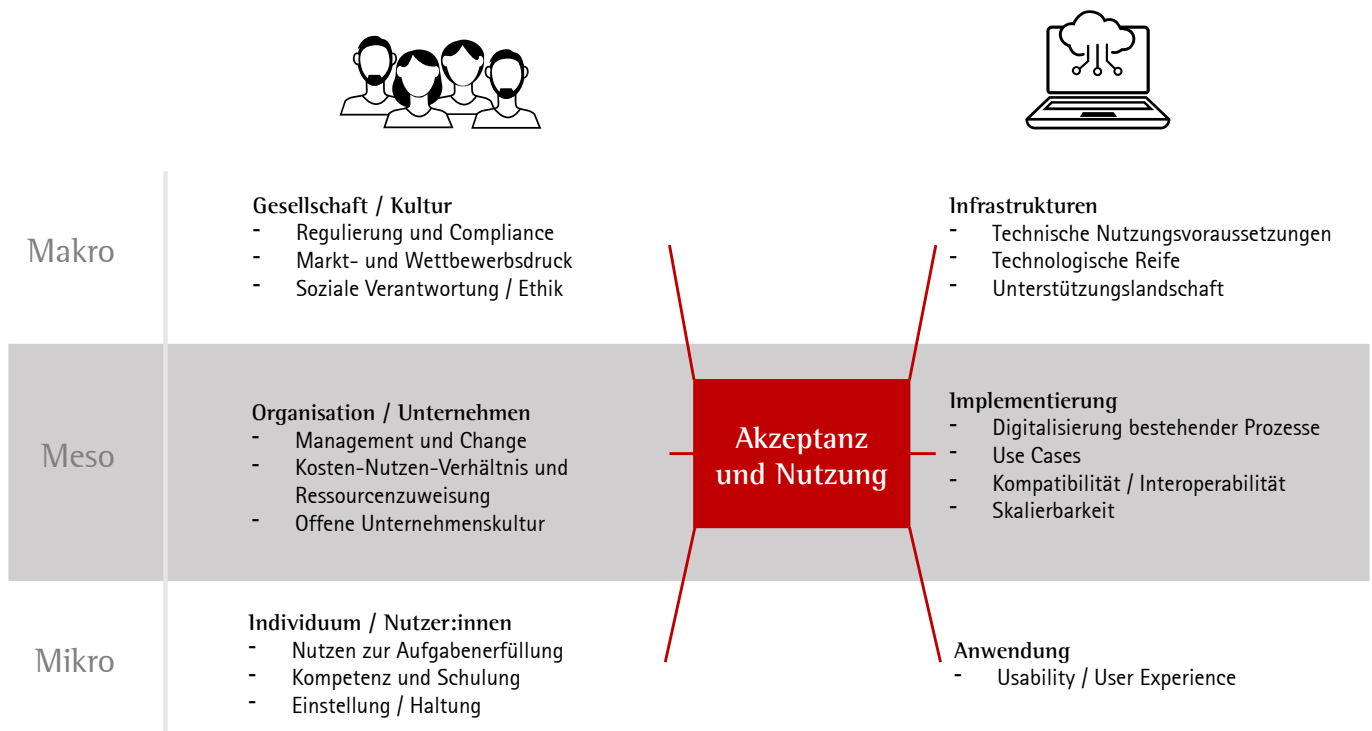 Makro
Gesellschaft / Kultur
- Regulierung und Compliance
- Markt- und Wettbewerbsdruck
- Soziale Verantwortung / Ethik
Infrastrukturen
- Technische Nutzungsvoraussetzungen
- Technologische Reife
- Unterstützungslandschaft
Meso
Organisation / Unternehmen
- Management und Change
- Kosten-Nutzen-Verhältnis und
Ressourcenzuweisung
- Offene Unternehmenskultur
Akzeptanz
und Nutzung
Implementierung
- Digitalisierung bestehender Prozesse
- Use Cases
- Kompatibilität / Interoperabilität
- Skalierbarkeit
Mikro
Individuum / Nutzer:innen
- Nutzen zur Aufgabenerfüllung
- Kompetenz und Schulung
- Einstellung / Haltung
Anwendung
- Usability / User Experience